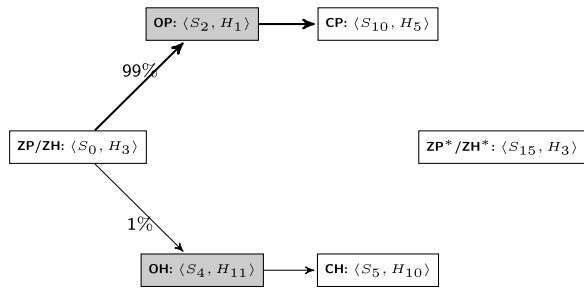 OP: ⟨S₂, H₁⟩
CP: ⟨S₁₀, H₅⟩
99%
ZP/ZH: ⟨S₀, H₃⟩
ZP*/ZH*: ⟨S₁₅, H₃⟩
1%
OH: ⟨S₄, H₁₁⟩
CH: ⟨S₅, H₁₀⟩